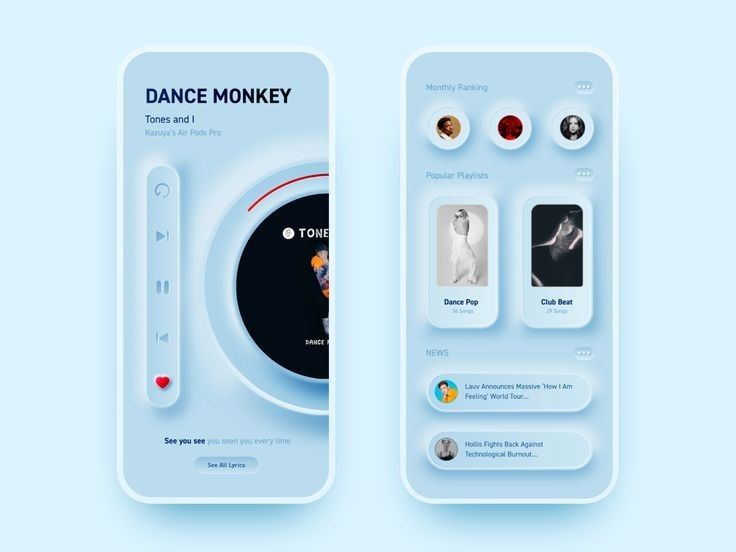 DANCE MONKEY
Tones and I
Kazuya's Air Pods Pro
TONE
DANCE M
See you see you seen you every time
See All Lyrics
Monthly Ranking
Popular Playlists
Dance Pop
36 Songs
Club Beat
29 Songs
NEWS
Lauv Announces Massive 'How I Am
Feeling' World Tour...
Hollis Fights Back Against
Technological Burnout...